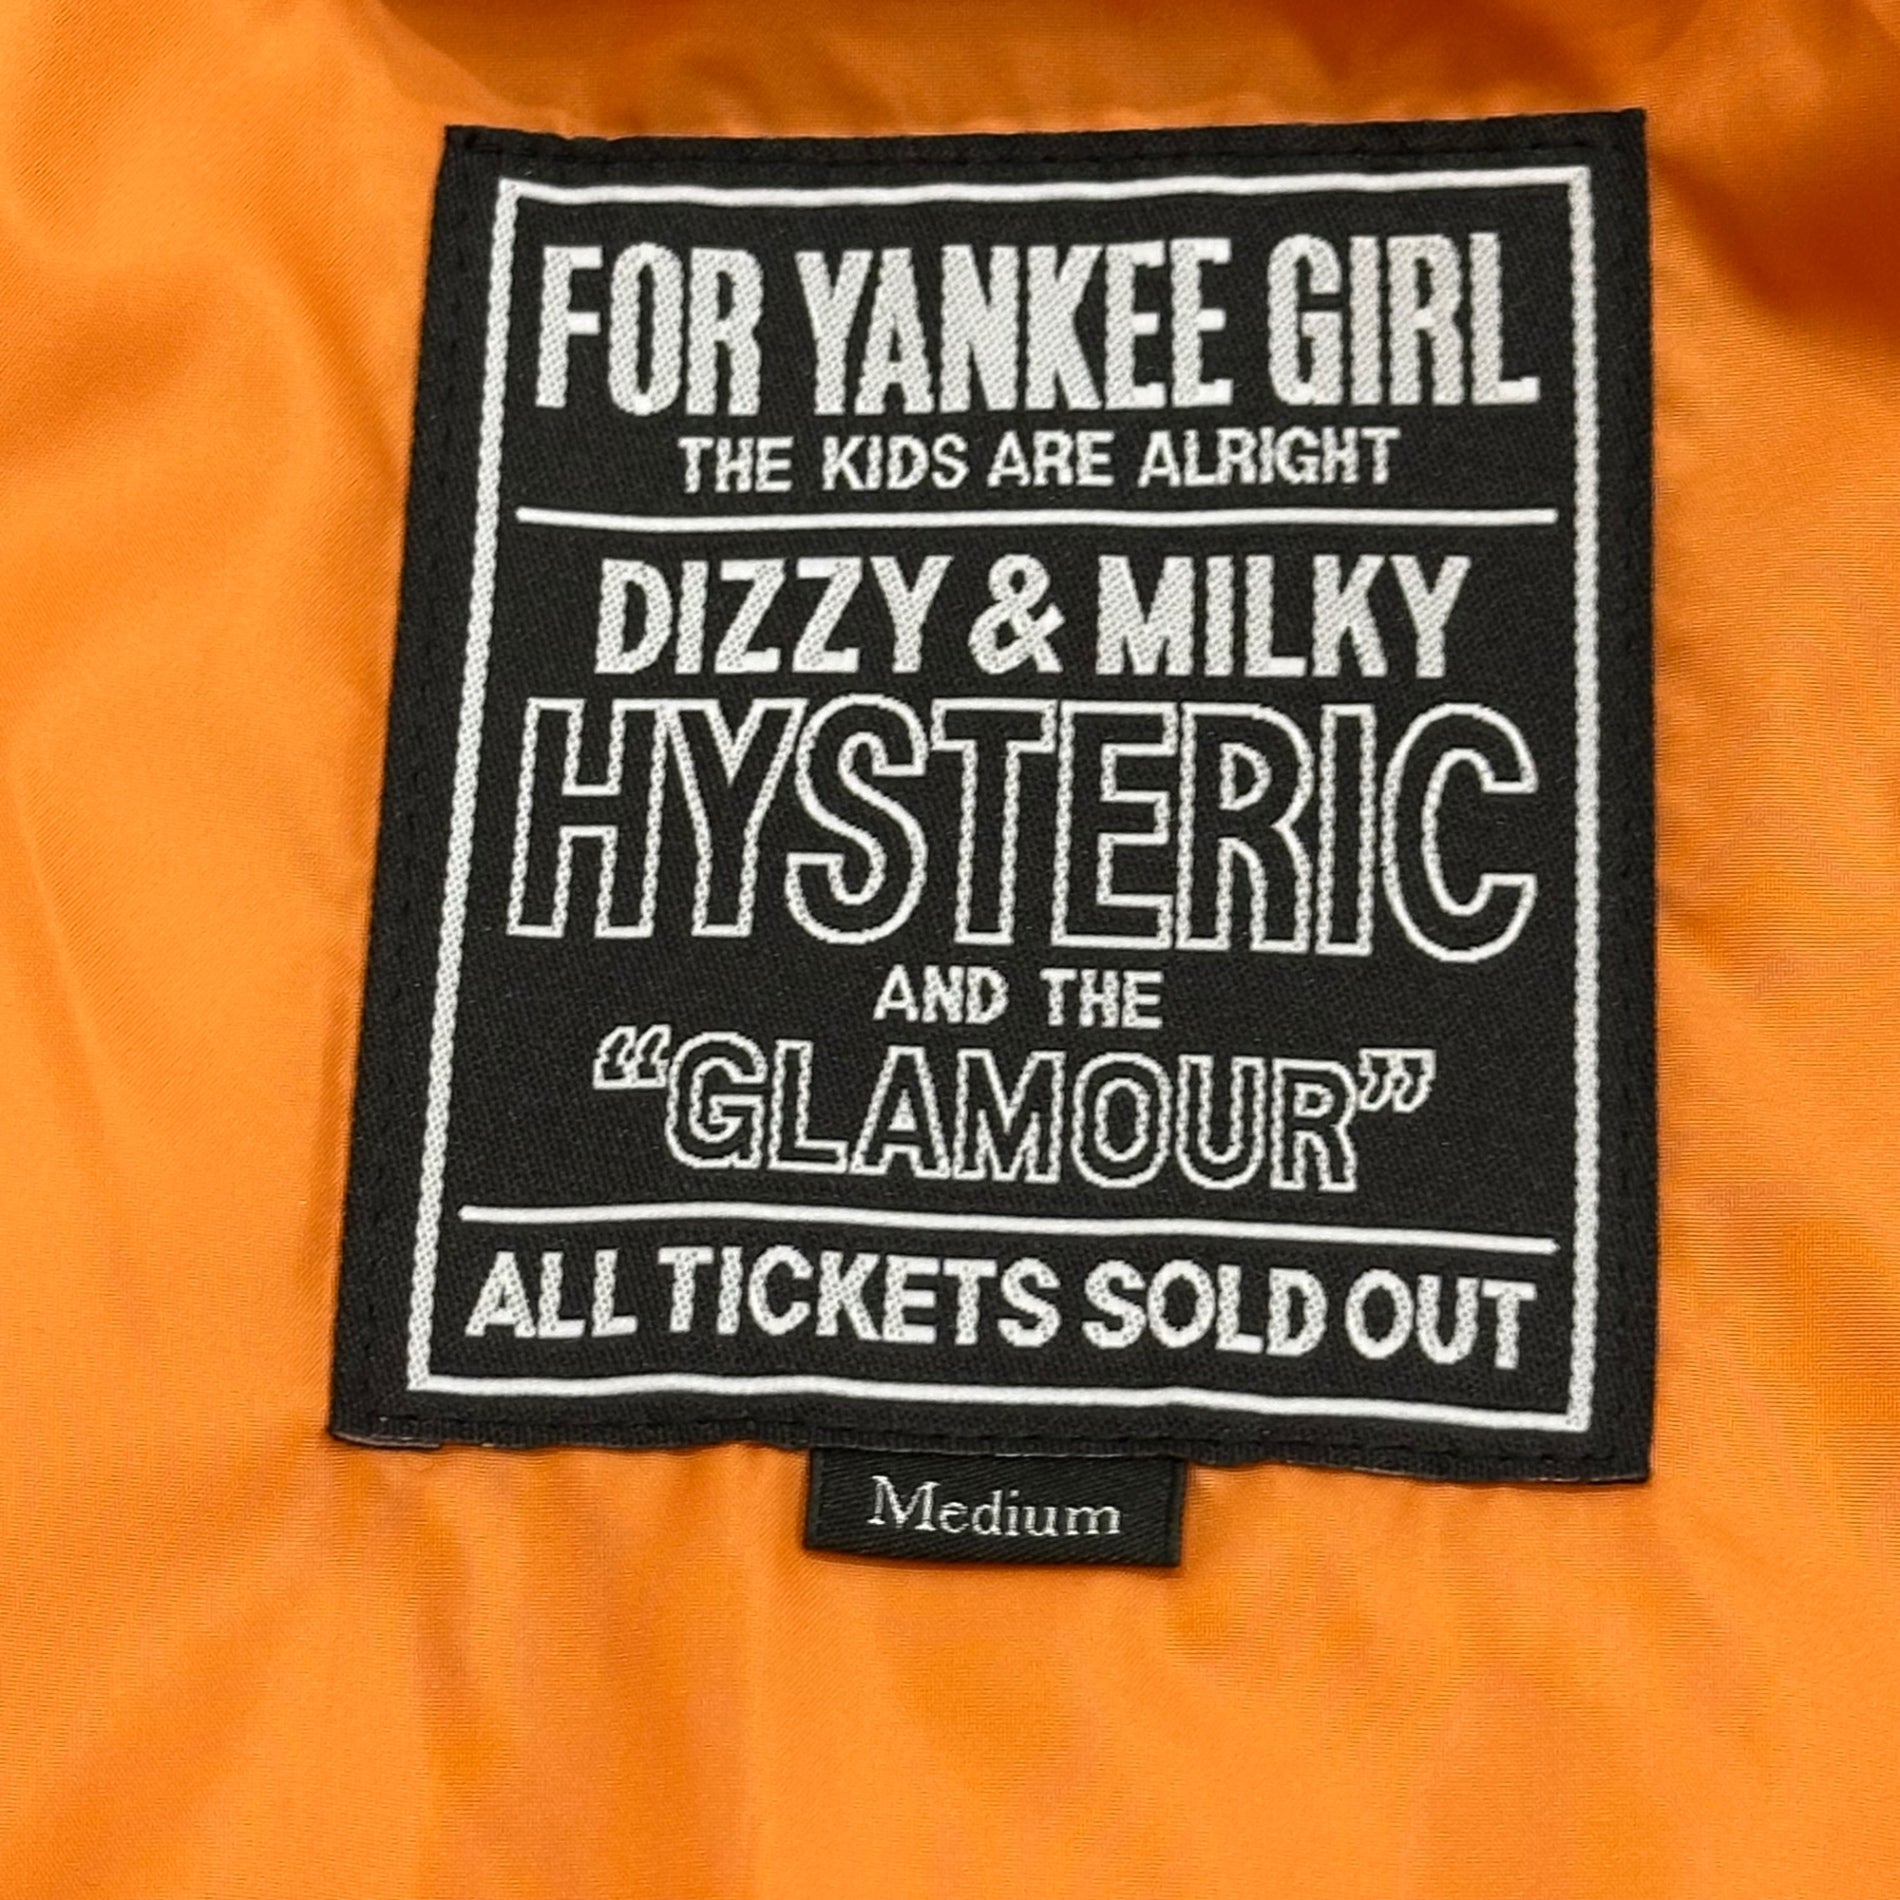 FOR YANKEE GIRL
THE KIDS ARE ALRIGHT
DIZZY & MILKY
HYSTERIC
AND THE
“GLAMOUR”
ALL TICKETS SOLD OUT
Medium